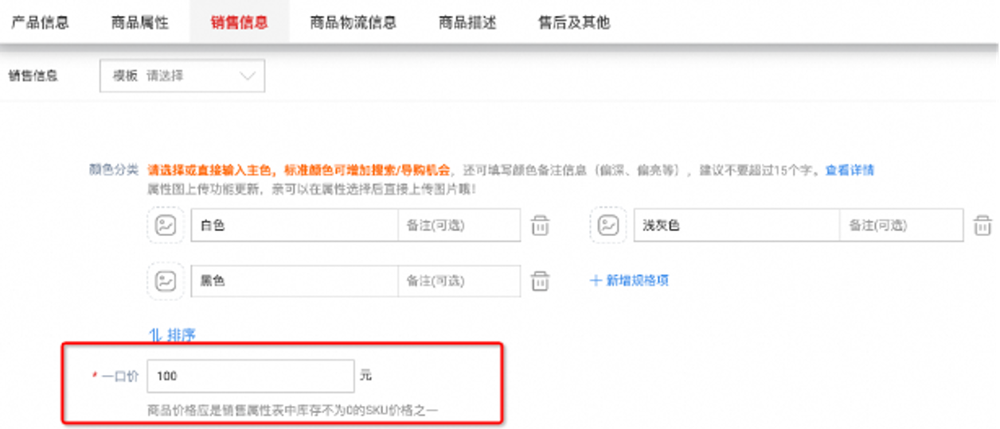 产品信息 商品属性 销售信息 商品物流信息 商品描述 售后及其他
销售信息 模板 请选择
颜色分类 请选择或直接输入主色，标准颜色可增加搜索/导购机会，还可填写颜色备注信息（偏深、偏亮等），建议不要超过15个字。查看详情
属性图上传功能更新，亲可以在属性选择后直接上传图片哦！
白色 备注(可选) 浅灰色 备注(可选)
黑色 备注(可选) + 新增规格项
排序
* 一口价 100 元
商品价格应是销售属性表中库存不为0的SKU价格之一